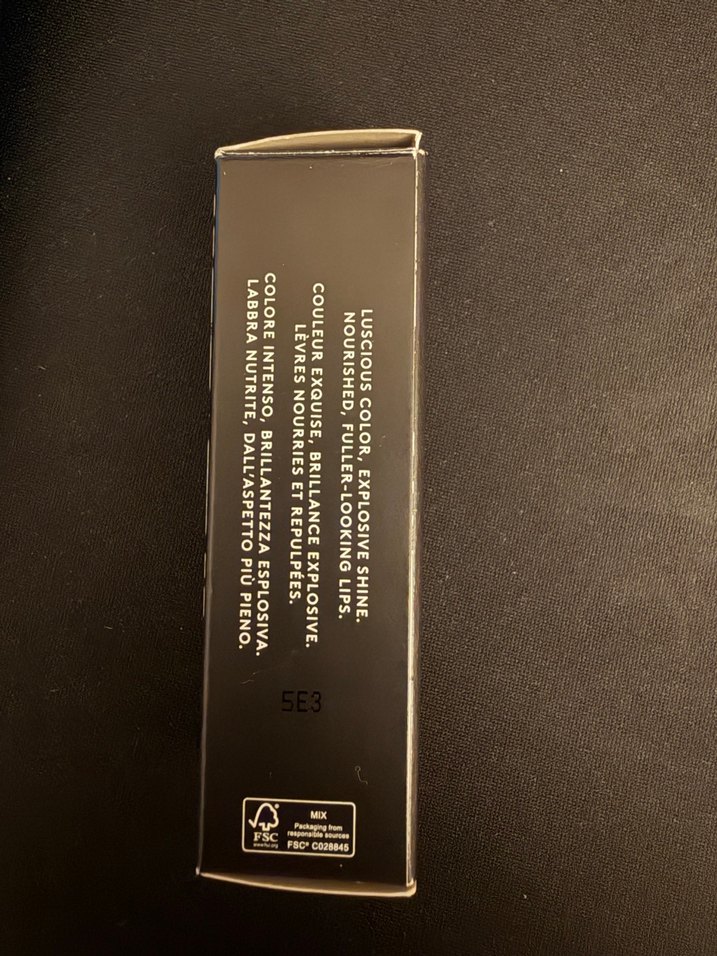 LUSCIOUS COLOR, EXPLOSIVE SHINE.
NOURISHED, FULLER-LOOKING LIPS.
COULEUR EXQUISE, BRILLANCE EXPLOSIVE.
LÈVRES NOURRIES ET REPULPÉES.
COLORE INTENSO, BRILLANTEZZA ESPLOSIVA.
LABBRA NUTRITE, DALL'ASPETTO PIÙ PIENO.
5E3
FSC
www.fsc.org
MIX
Packaging from
responsible sources
FSC® C028845